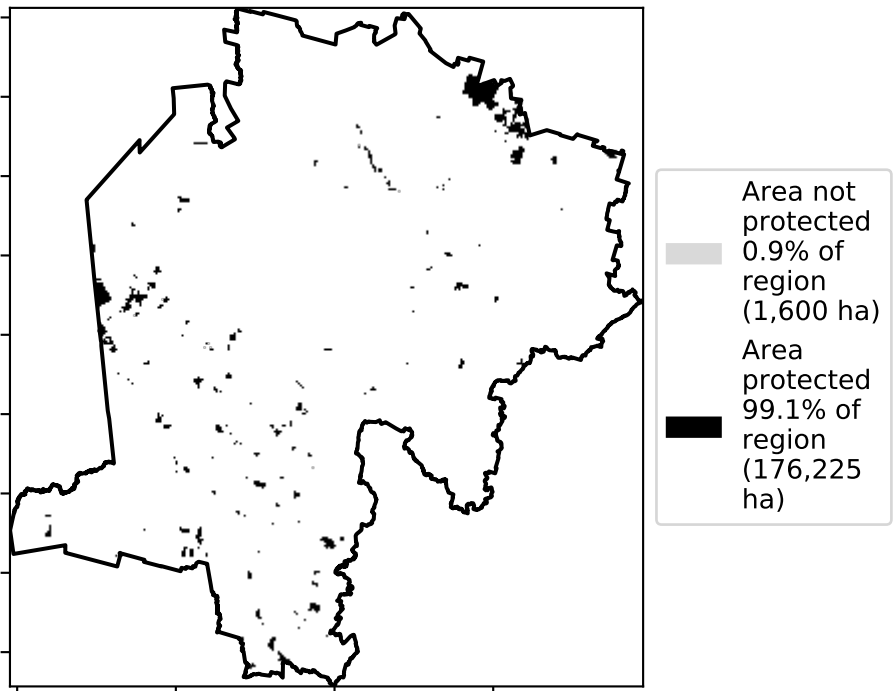 Area not
protected
0.9% of
region
(1,600 ha)
Area
protected
99.1% of
region
(176,225
ha)